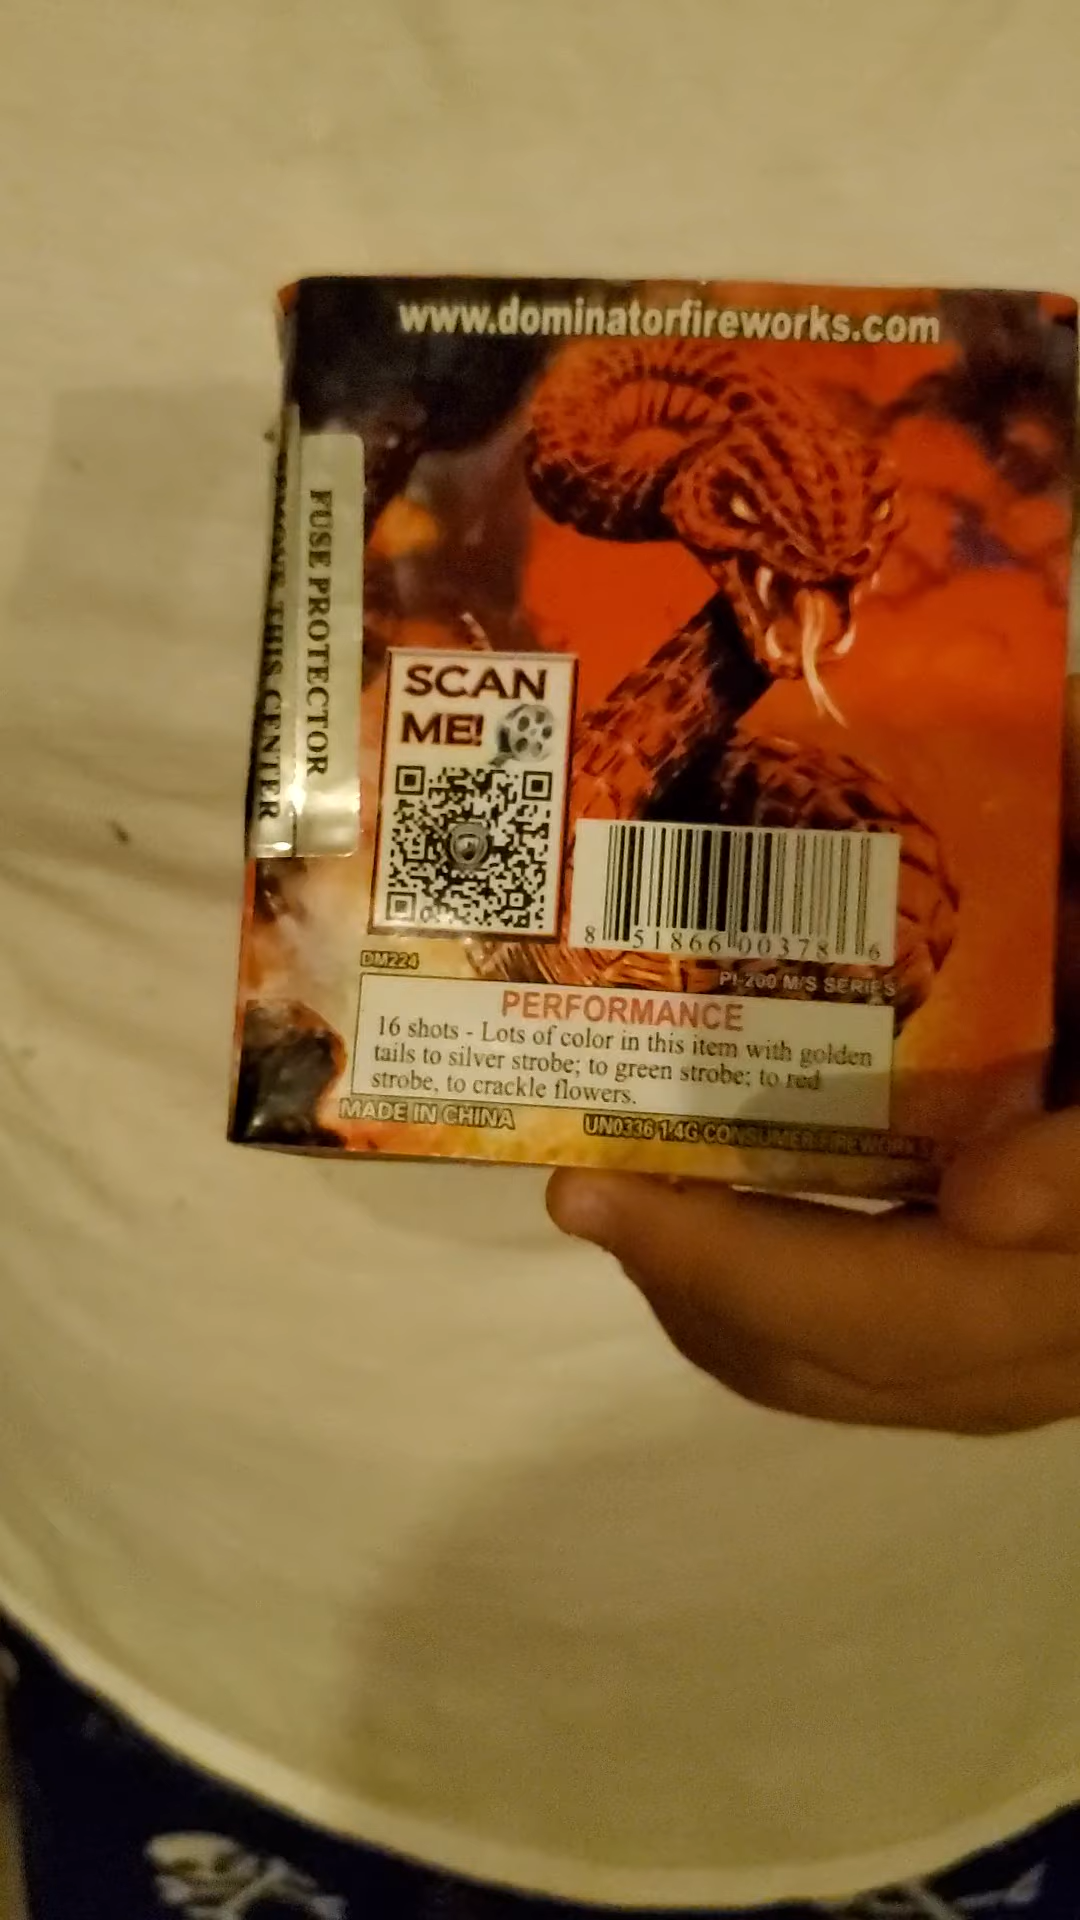 www.dominatorfireworks.com
FUSE PROTECTOR
THIS CENTER
SCAN
ME!
8 51866 00378 6
DM224
PI-200 M/S SERIES
PERFORMANCE
16 shots - Lots of color in this item with golden
tails to silver strobe; to green strobe; to red
strobe, to crackle flowers.
MADE IN CHINA
UN0336 1.4G CONSUMER FIREWORKS